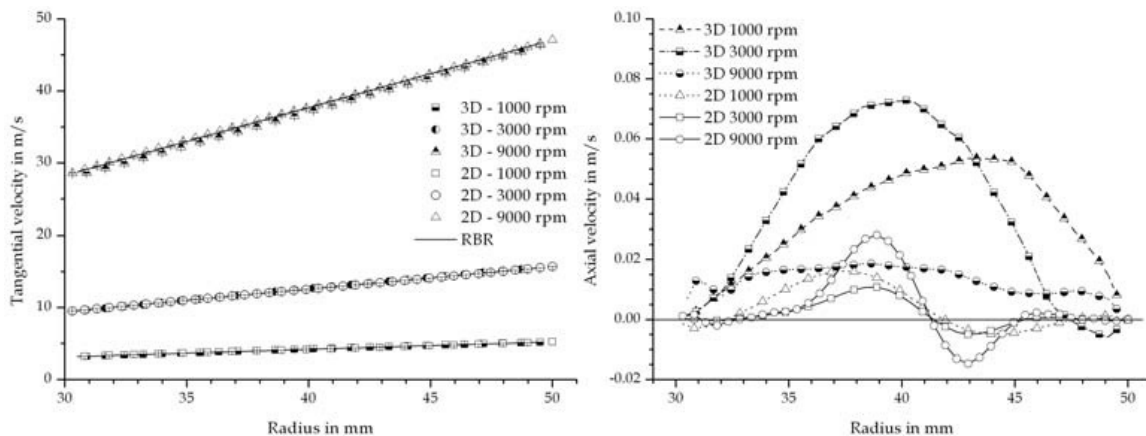 50
40
30
20
10
0
Tangential velocity in m/s
3D - 1000 rpm
3D - 3000 rpm
3D - 9000 rpm
2D - 1000 rpm
2D - 3000 rpm
2D - 9000 rpm
RBR
30
35
40
45
50
Radius in mm
0.10
0.08
0.06
0.04
0.02
0.00
-0.02
Axial velocity in m/s
3D 1000 rpm
3D 3000 rpm
3D 9000 rpm
2D 1000 rpm
2D 3000 rpm
2D 9000 rpm
30
35
40
45
50
Radius in mm